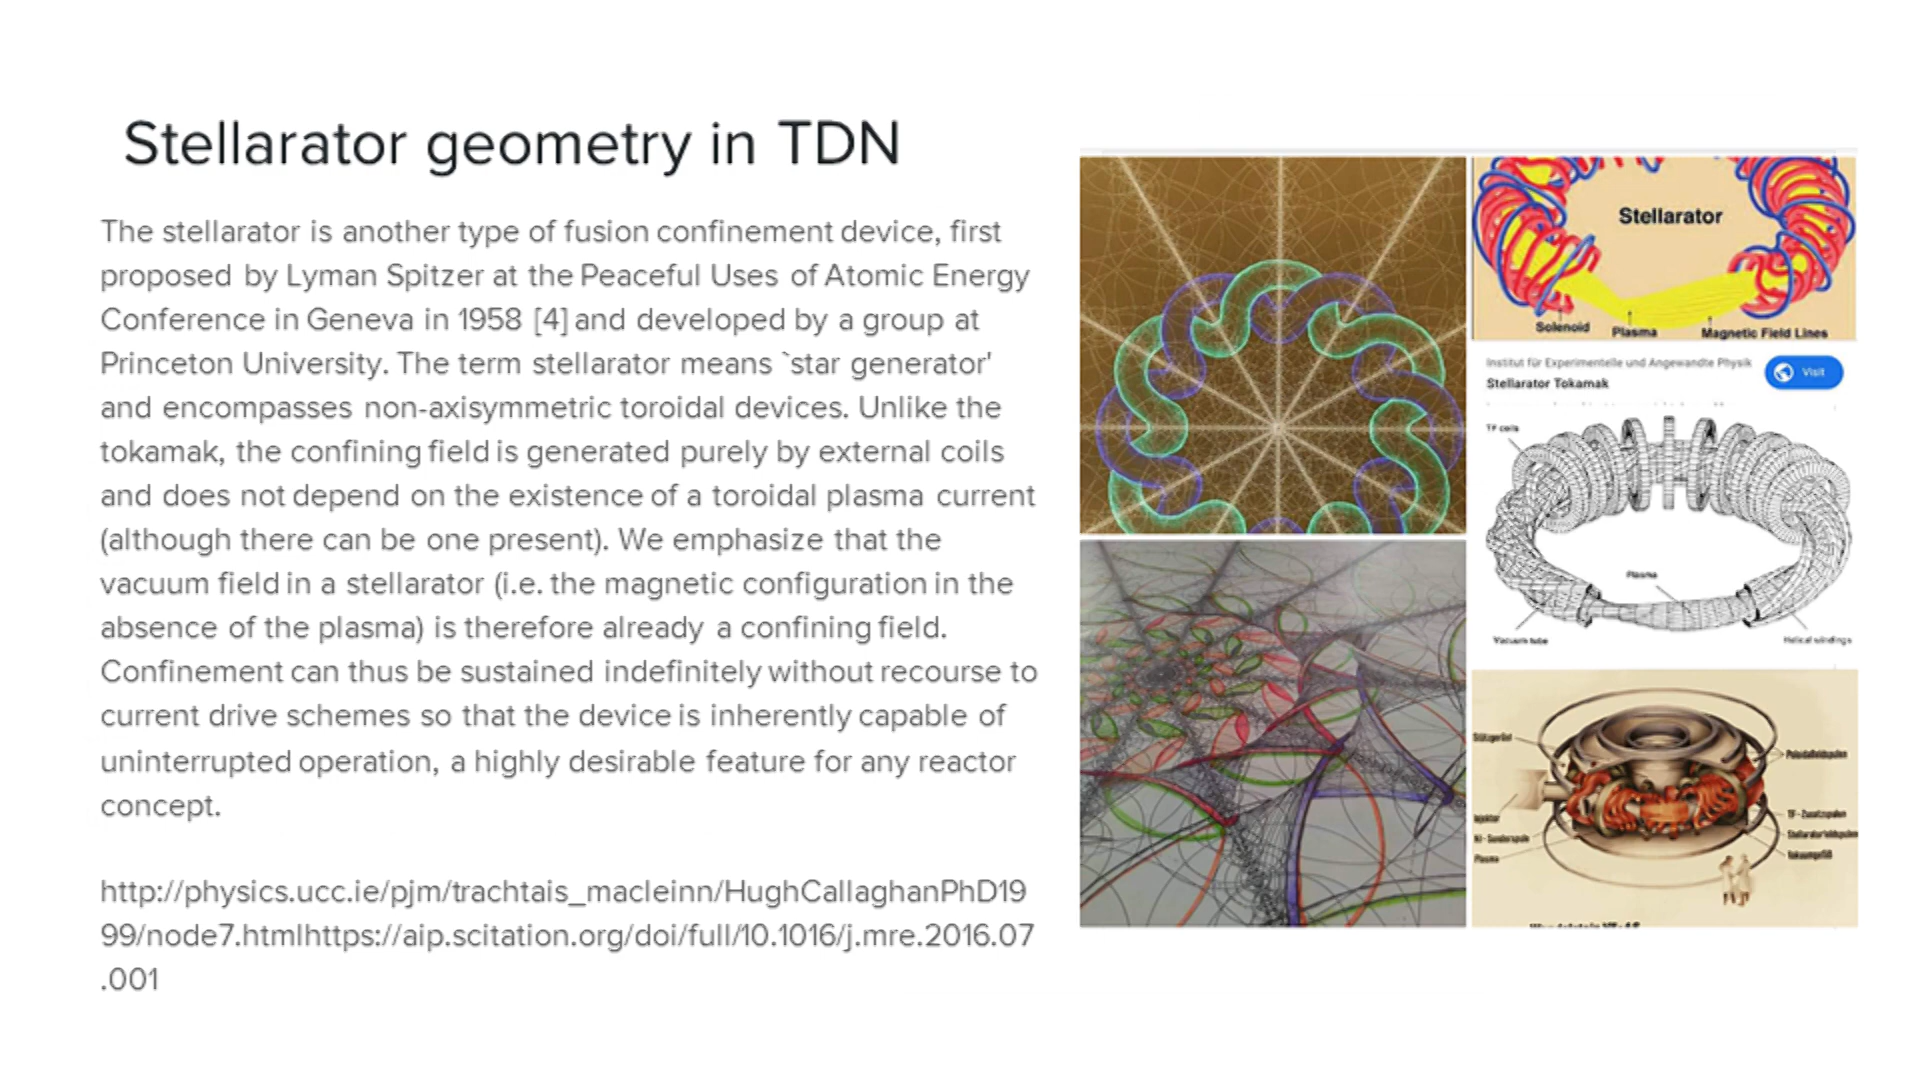 Stellarator geometry in TDN
The stellarator is another type of fusion confinement device, first
proposed by Lyman Spitzer at the Peaceful Uses of Atomic Energy
Conference in Geneva in 1958 [4] and developed by a group at
Princeton University. The term stellarator means `star generator'
and encompasses non-axisymmetric toroidal devices. Unlike the
tokamak, the confining field is generated purely by external coils
and does not depend on the existence of a toroidal plasma current
(although there can be one present). We emphasize that the
vacuum field in a stellarator (i.e. the magnetic configuration in the
absence of the plasma) is therefore already a confining field.
Confinement can thus be sustained indefinitely without recourse to
current drive schemes so that the device is inherently capable of
uninterrupted operation, a highly desirable feature for any reactor
concept.
http://physics.ucc.ie/pjm/trachtais_macleinn/HughCallaghanPhD19
99/node7.htmlhttps://aip.scitation.org/doi/full/10.1016/j.mre.2016.07
.001
Stellarator
Solenoid
Plasma
Magnetic Field Lines
Institut für Experimentelle und Angewandte Physik
Stellarator Tokamak
Visit
TF coils
Plasma
Vacuum tube
Helical windings
Stützgerüst
Poloidalfeldspulen
Injektor
TF-Zusatzspulen
Stellaratorfeldspulen
Plasma
Vakuumgefäß